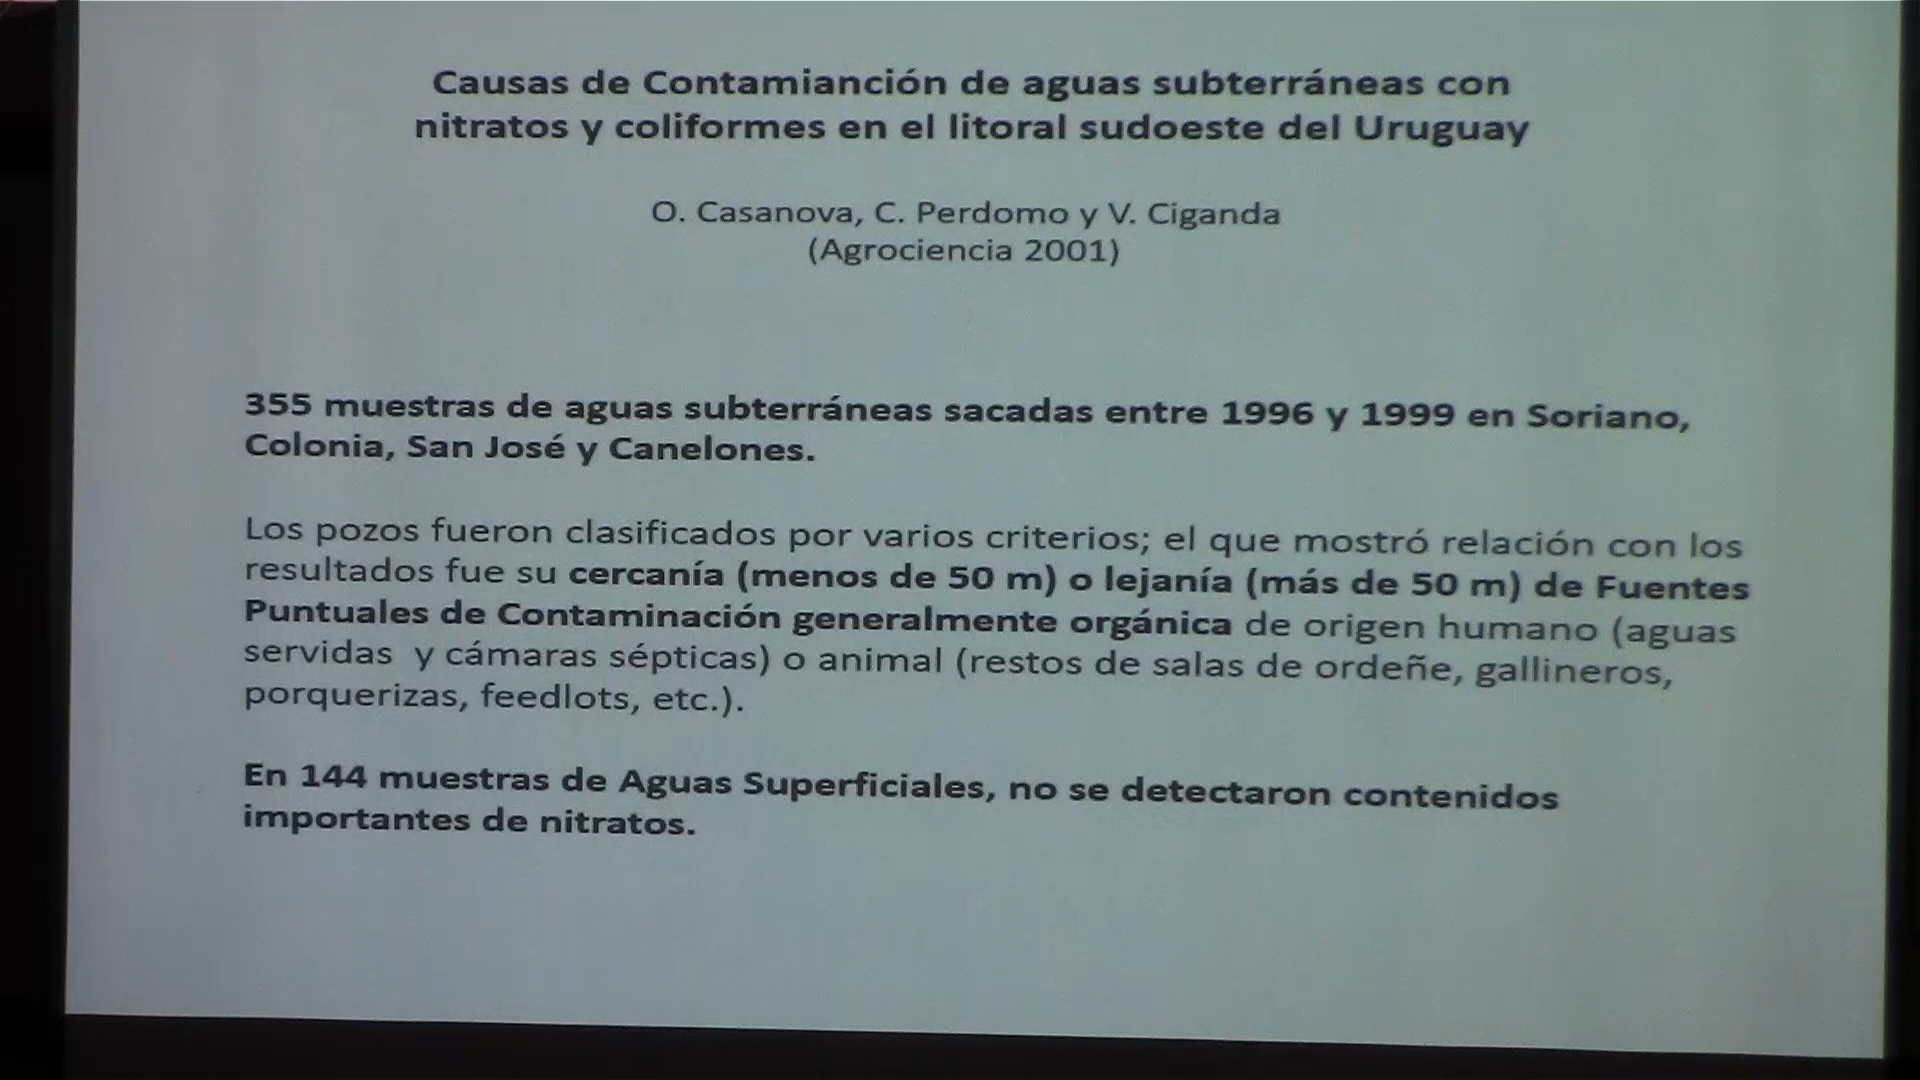 Causas de Contamianción de aguas subterráneas con
nitratos y coliformes en el litoral sudoeste del Uruguay
O. Casanova, C. Perdomo y V. Ciganda
(Agrociencia 2001)
355 muestras de aguas subterráneas sacadas entre 1996 y 1999 en Soriano,
Colonia, San José y Canelones.
Los pozos fueron clasificados por varios criterios; el que mostró relación con los
resultados fue su cercanía (menos de 50 m) o lejanía (más de 50 m) de Fuentes
Puntuales de Contaminación generalmente orgánica de origen humano (aguas
servidas y cámaras sépticas) o animal (restos de salas de ordeñe, gallineros,
porquerizas, feedlots, etc.).
En 144 muestras de Aguas Superficiales, no se detectaron contenidos
importantes de nitratos.